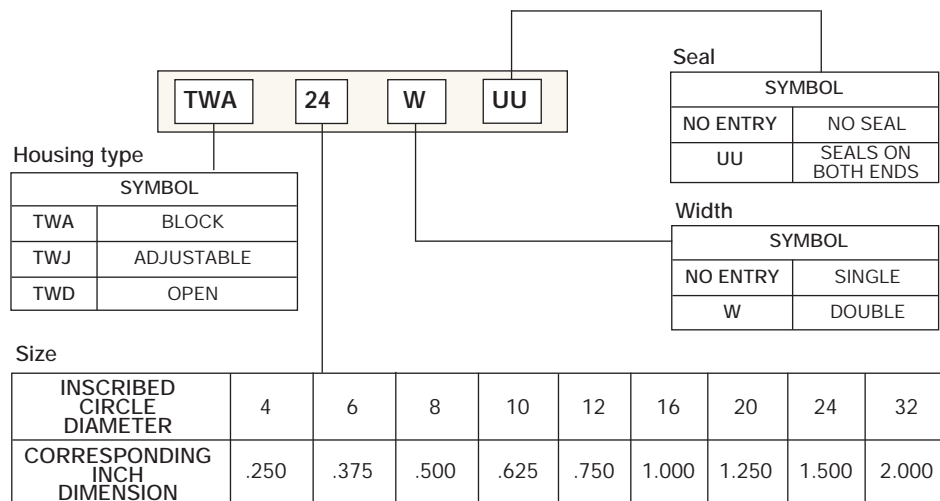 TWA 24 W UU
Seal
SYMBOL
NO ENTRY NO SEAL
UU SEALS ON
BOTH ENDS
Housing type
SYMBOL
TWA BLOCK
TWJ ADJUSTABLE
TWD OPEN
Width
SYMBOL
NO ENTRY SINGLE
W DOUBLE
Size
INSCRIBED
CIRCLE
DIAMETER
4 6 8 10 12 16 20 24 32
CORRESPONDING
INCH
DIMENSION
.250 .375 .500 .625 .750 1.000 1.250 1.500 2.000